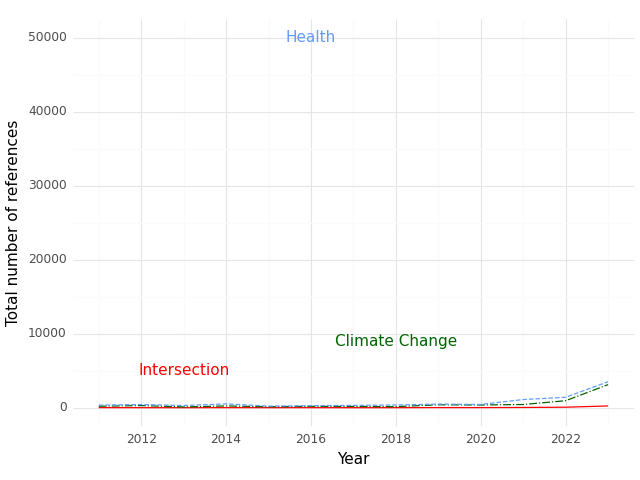 Health
Climate Change
Intersection
50000
40000
30000
20000
10000
0
2012 2014 2016 2018 2020 2022
Year
Total number of references